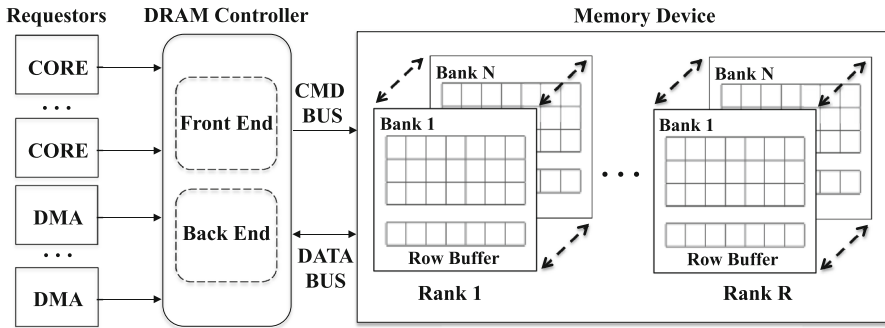 Requestors
DRAM Controller
Memory Device
CORE
...
CORE
DMA
...
DMA
Front End
Back End
CMD
BUS
DATA
BUS
Bank N
Bank 1
Row Buffer
Rank 1
...
Bank N
Bank 1
Row Buffer
Rank R